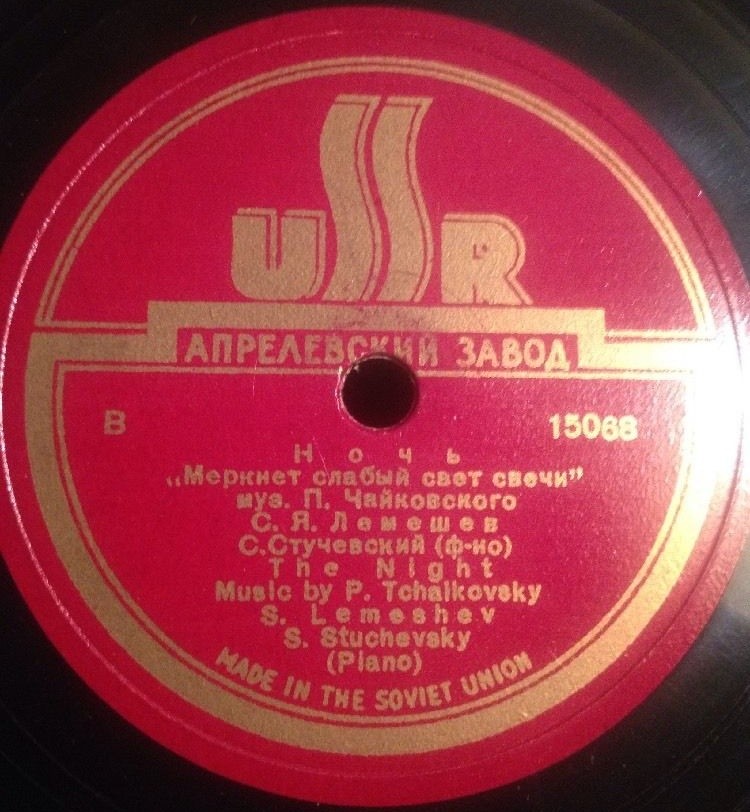 USSR
АПРЕЛЕВСКИЙ ЗАВОД
В 15068
Ночь
„Меркнет слабый свет свечи"
муз. П. Чайковского
С. Я. Лемешев
С.Стучевский (ф-но)
The Night
Music by P. Tchaikovsky
S. Lemeshev
S. Stuchevsky
(Piano)
MADE IN THE SOVIET UNION